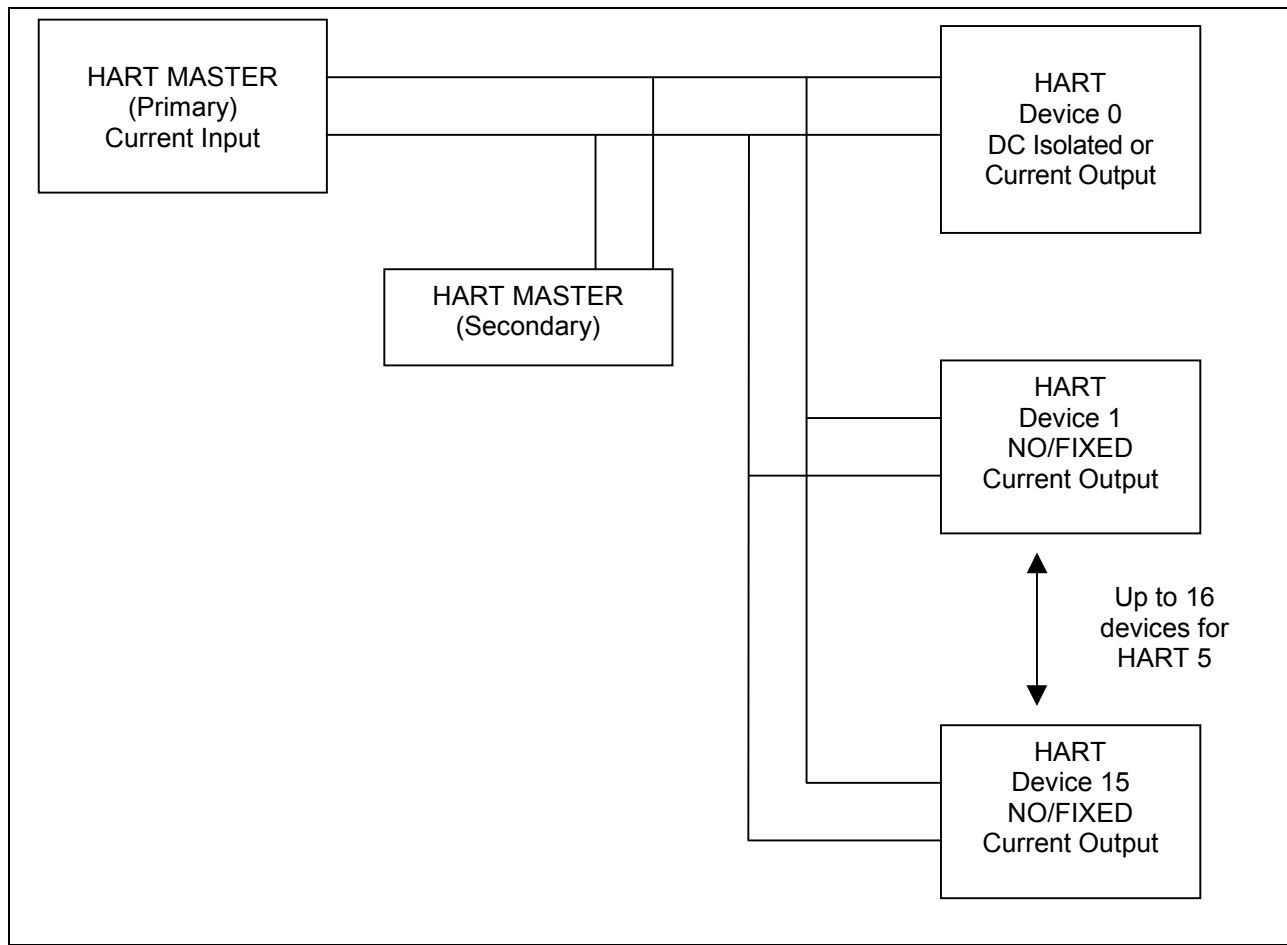 HART MASTER
(Primary)
Current Input
HART
Device 0
DC Isolated or
Current Output
HART MASTER
(Secondary)
HART
Device 1
NO/FIXED
Current Output
Up to 16
devices for
HART 5
HART
Device 15
NO/FIXED
Current Output